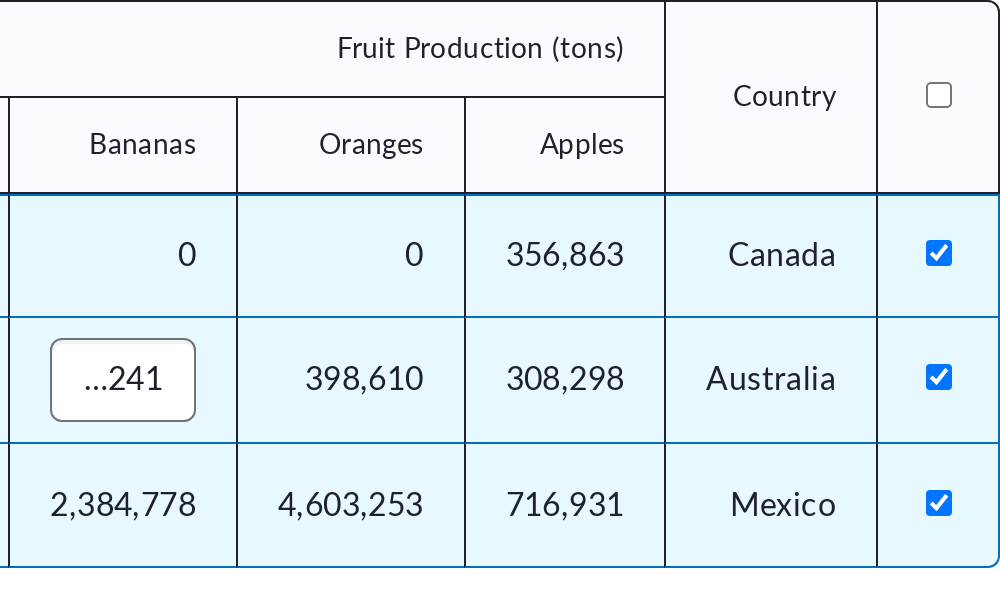 Fruit Production (tons) Country
Bananas Oranges Apples
0 0 356,863 Canada
...241 398,610 308,298 Australia
2,384,778 4,603,253 716,931 Mexico